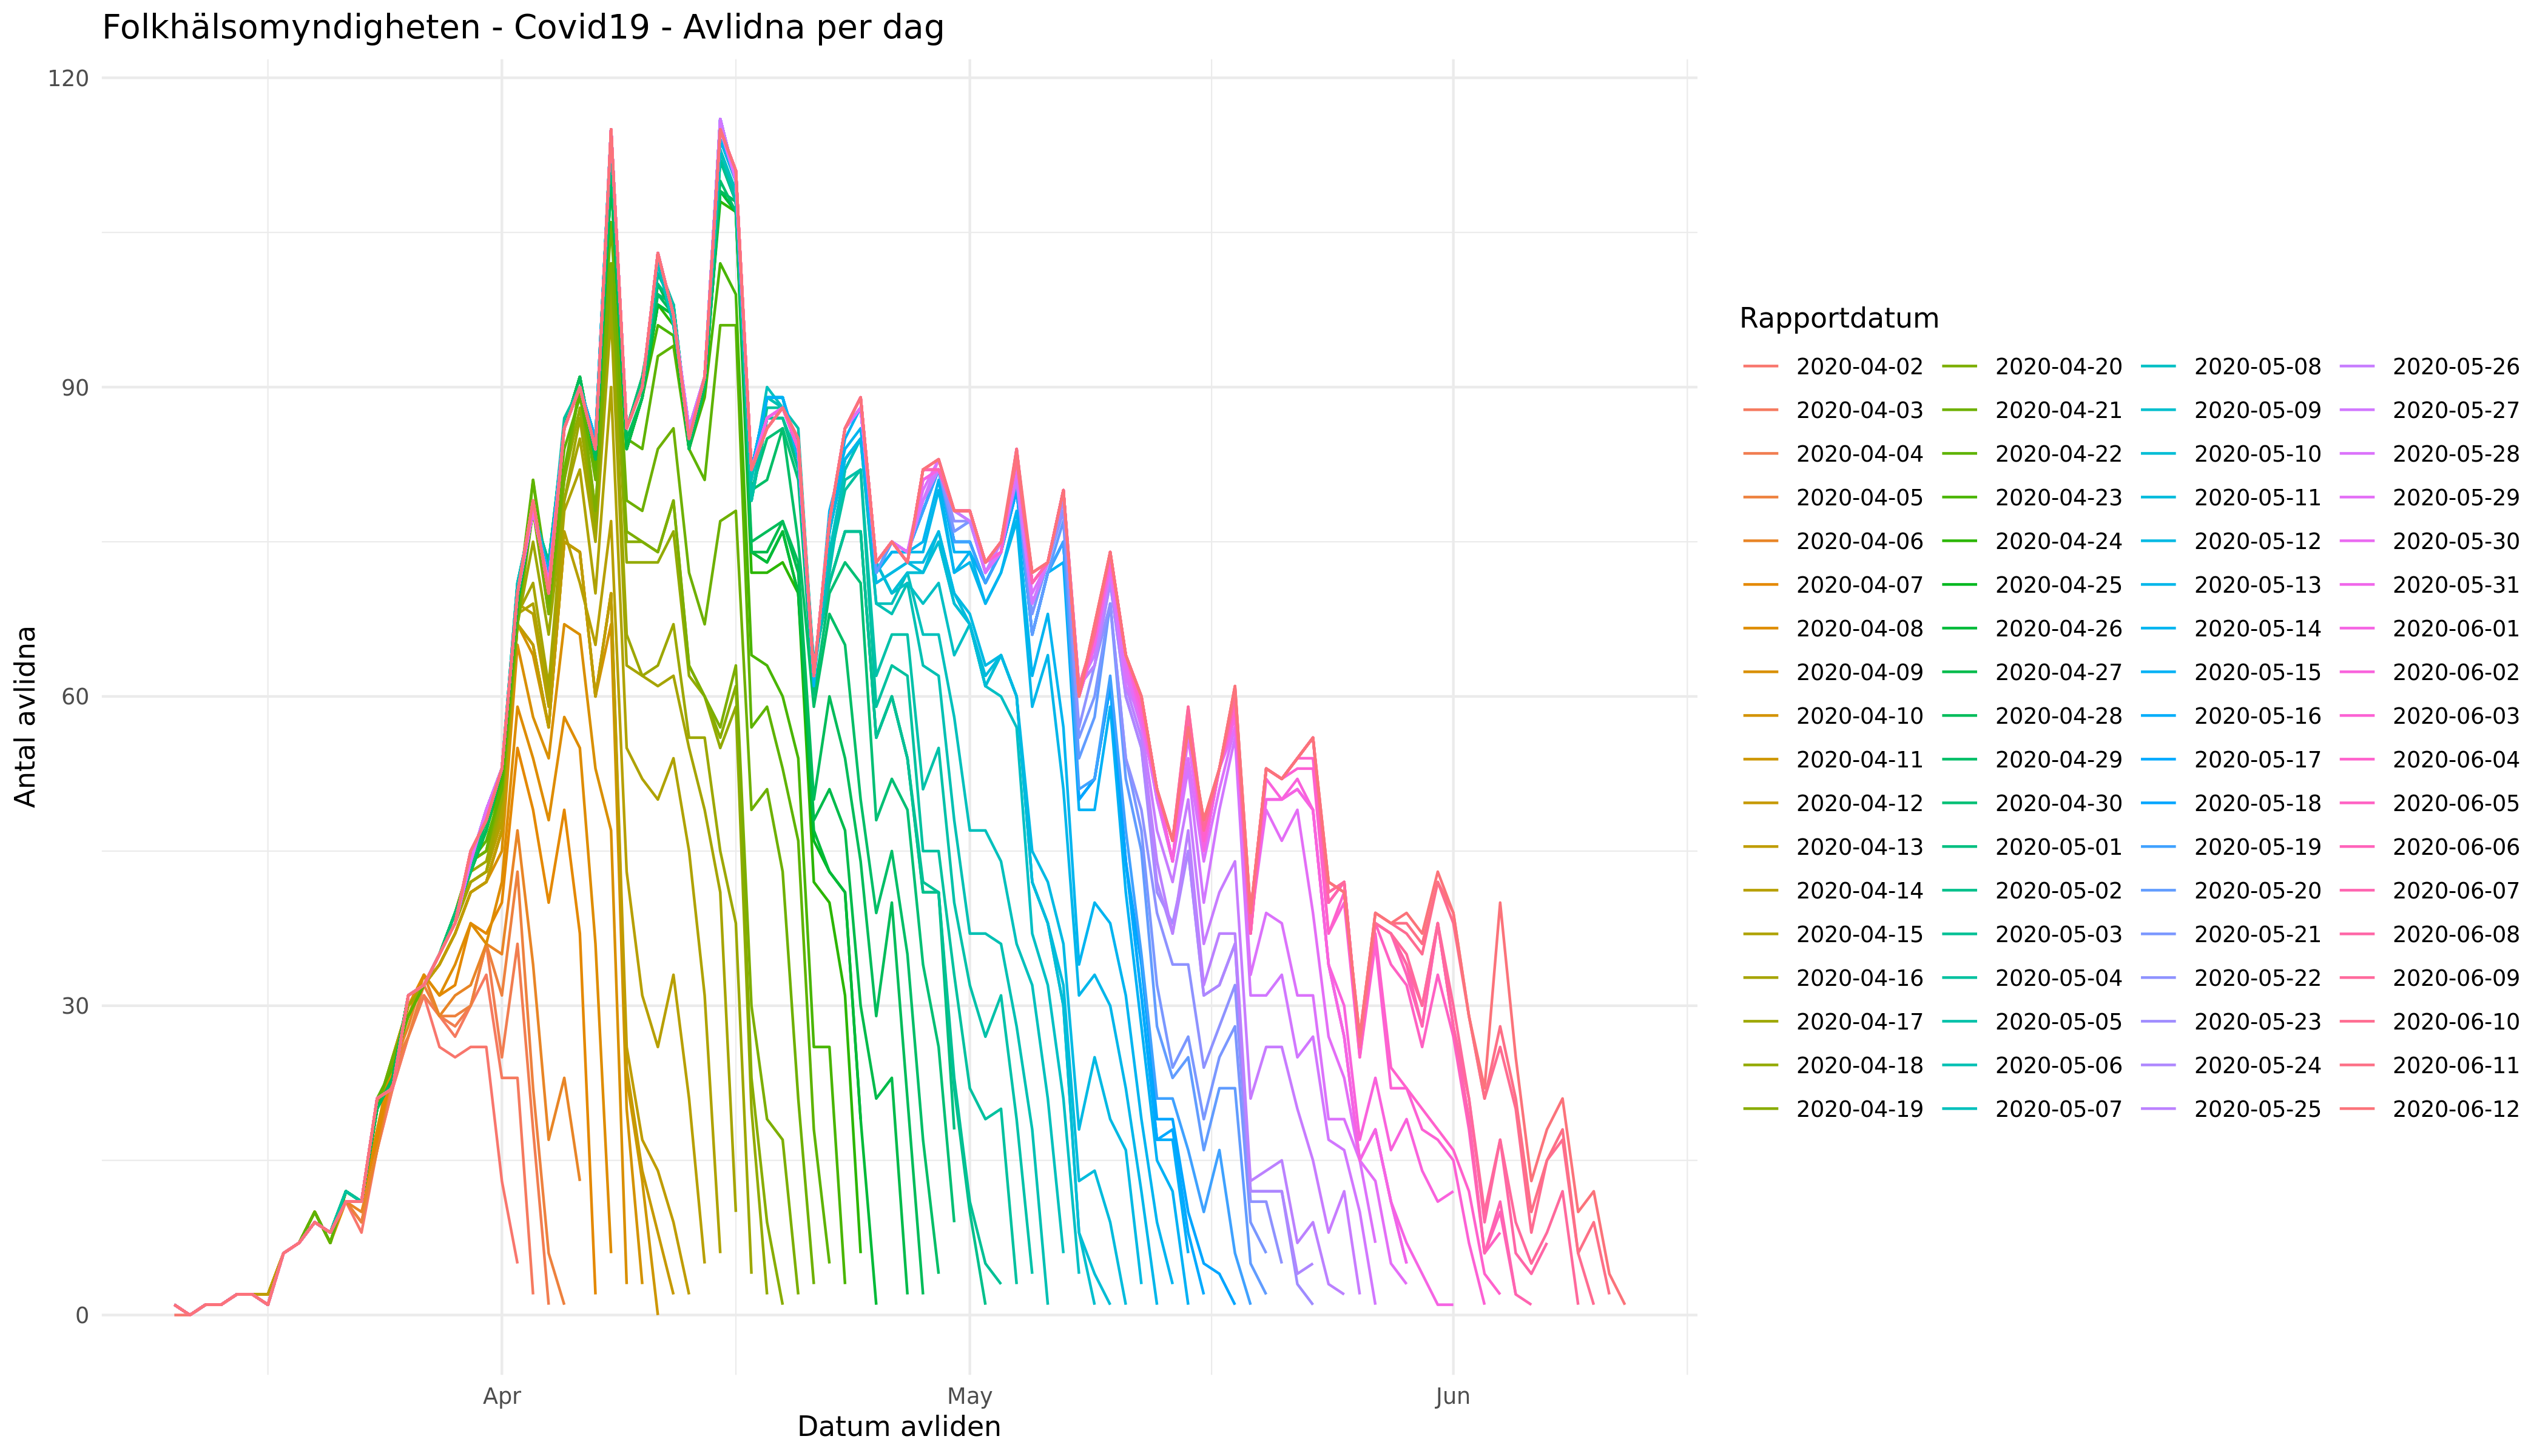 Folkhälsomyndigheten - Covid19 - Avlidna per dag
120
90
60
30
0
Antal avlidna
Apr May Jun
Datum avliden
Rapportdatum
2020-04-02 2020-04-20 2020-05-08 2020-05-26
2020-04-03 2020-04-21 2020-05-09 2020-05-27
2020-04-04 2020-04-22 2020-05-10 2020-05-28
2020-04-05 2020-04-23 2020-05-11 2020-05-29
2020-04-06 2020-04-24 2020-05-12 2020-05-30
2020-04-07 2020-04-25 2020-05-13 2020-05-31
2020-04-08 2020-04-26 2020-05-14 2020-06-01
2020-04-09 2020-04-27 2020-05-15 2020-06-02
2020-04-10 2020-04-28 2020-05-16 2020-06-03
2020-04-11 2020-04-29 2020-05-17 2020-06-04
2020-04-12 2020-04-30 2020-05-18 2020-06-05
2020-04-13 2020-05-01 2020-05-19 2020-06-06
2020-04-14 2020-05-02 2020-05-20 2020-06-07
2020-04-15 2020-05-03 2020-05-21 2020-06-08
2020-04-16 2020-05-04 2020-05-22 2020-06-09
2020-04-17 2020-05-05 2020-05-23 2020-06-10
2020-04-18 2020-05-06 2020-05-24 2020-06-11
2020-04-19 2020-05-07 2020-05-25 2020-06-12